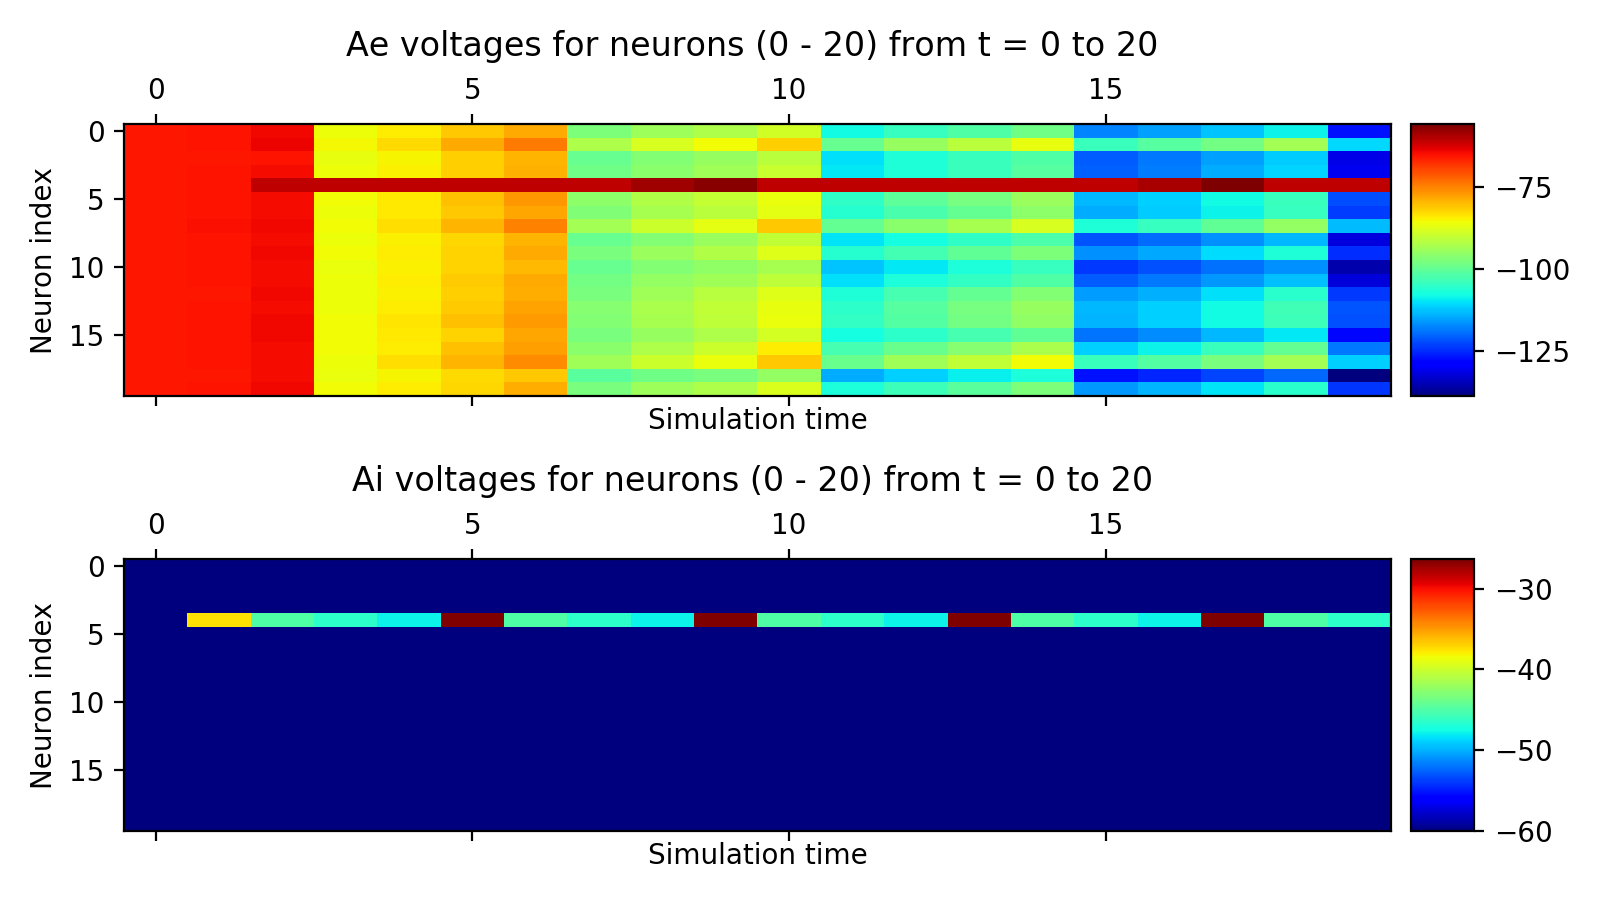 Ae voltages for neurons (0 - 20) from t = 0 to 20
0 5 10 15
Neuron index
0
5
10
15
−75
−100
−125
Simulation time
Ai voltages for neurons (0 - 20) from t = 0 to 20
0 5 10 15
Neuron index
0
5
10
15
−30
−40
−50
−60
Simulation time